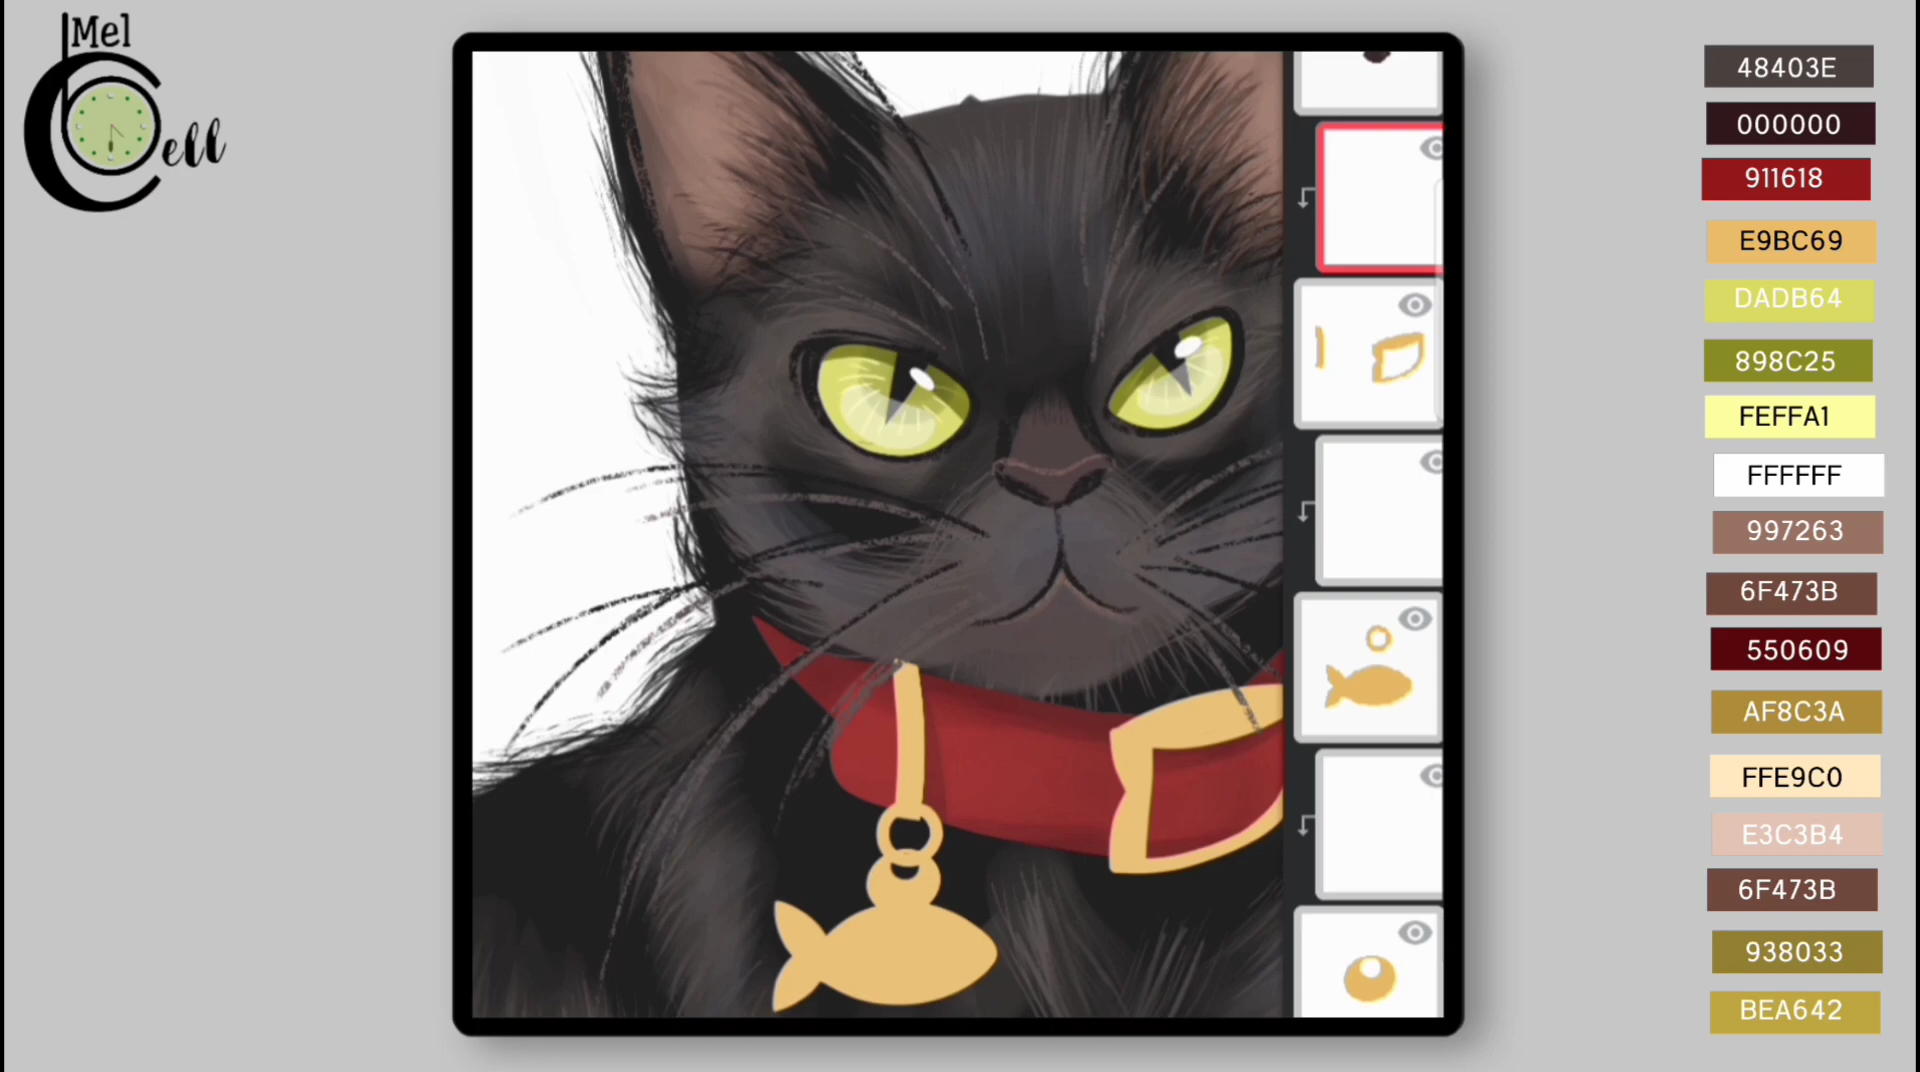 Mel
Cell
48403E
000000
911618
E9BC69
DADB64
898C25
FEFFA1
FFFFFF
997263
6F473B
550609
AF8C3A
FFE9C0
E3C3B4
6F473B
938033
BEA642